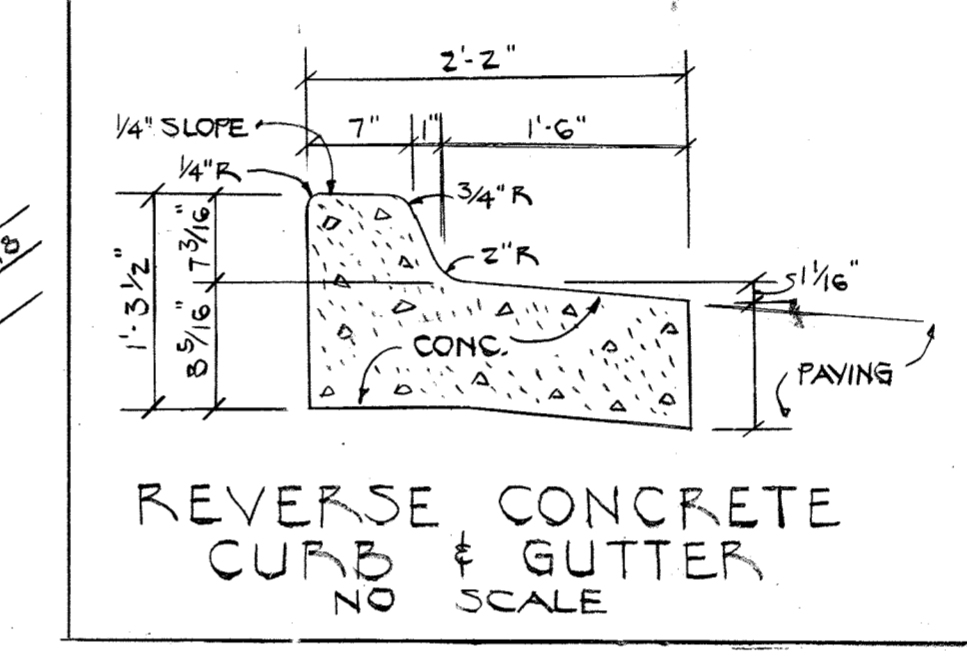 2'-2"
7" 1" 1'-6"
1/4" SLOPE
1/4" R
3/4" R
2" R
7 3/16"
1'-3 1/2"
8 5/16"
1 1/16"
CONC.
PAVING
REVERSE CONCRETE
CURB & GUTTER
NO SCALE